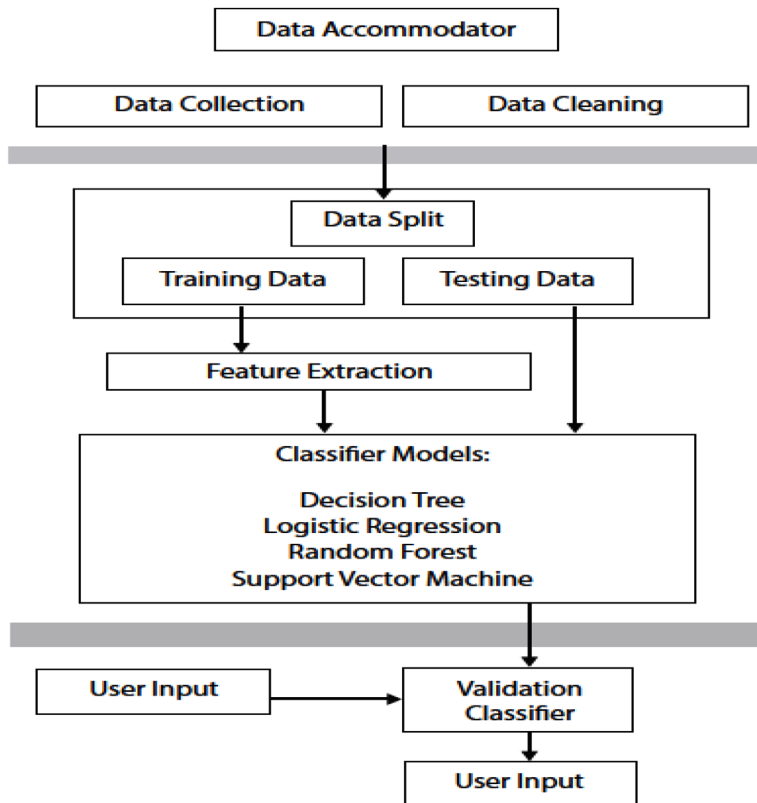 Data Accommodator
Data Collection
Data Cleaning
Data Split
Training Data
Testing Data
Feature Extraction
Classifier Models:
Decision Tree
Logistic Regression
Random Forest
Support Vector Machine
User Input
Validation
Classifier
User Input